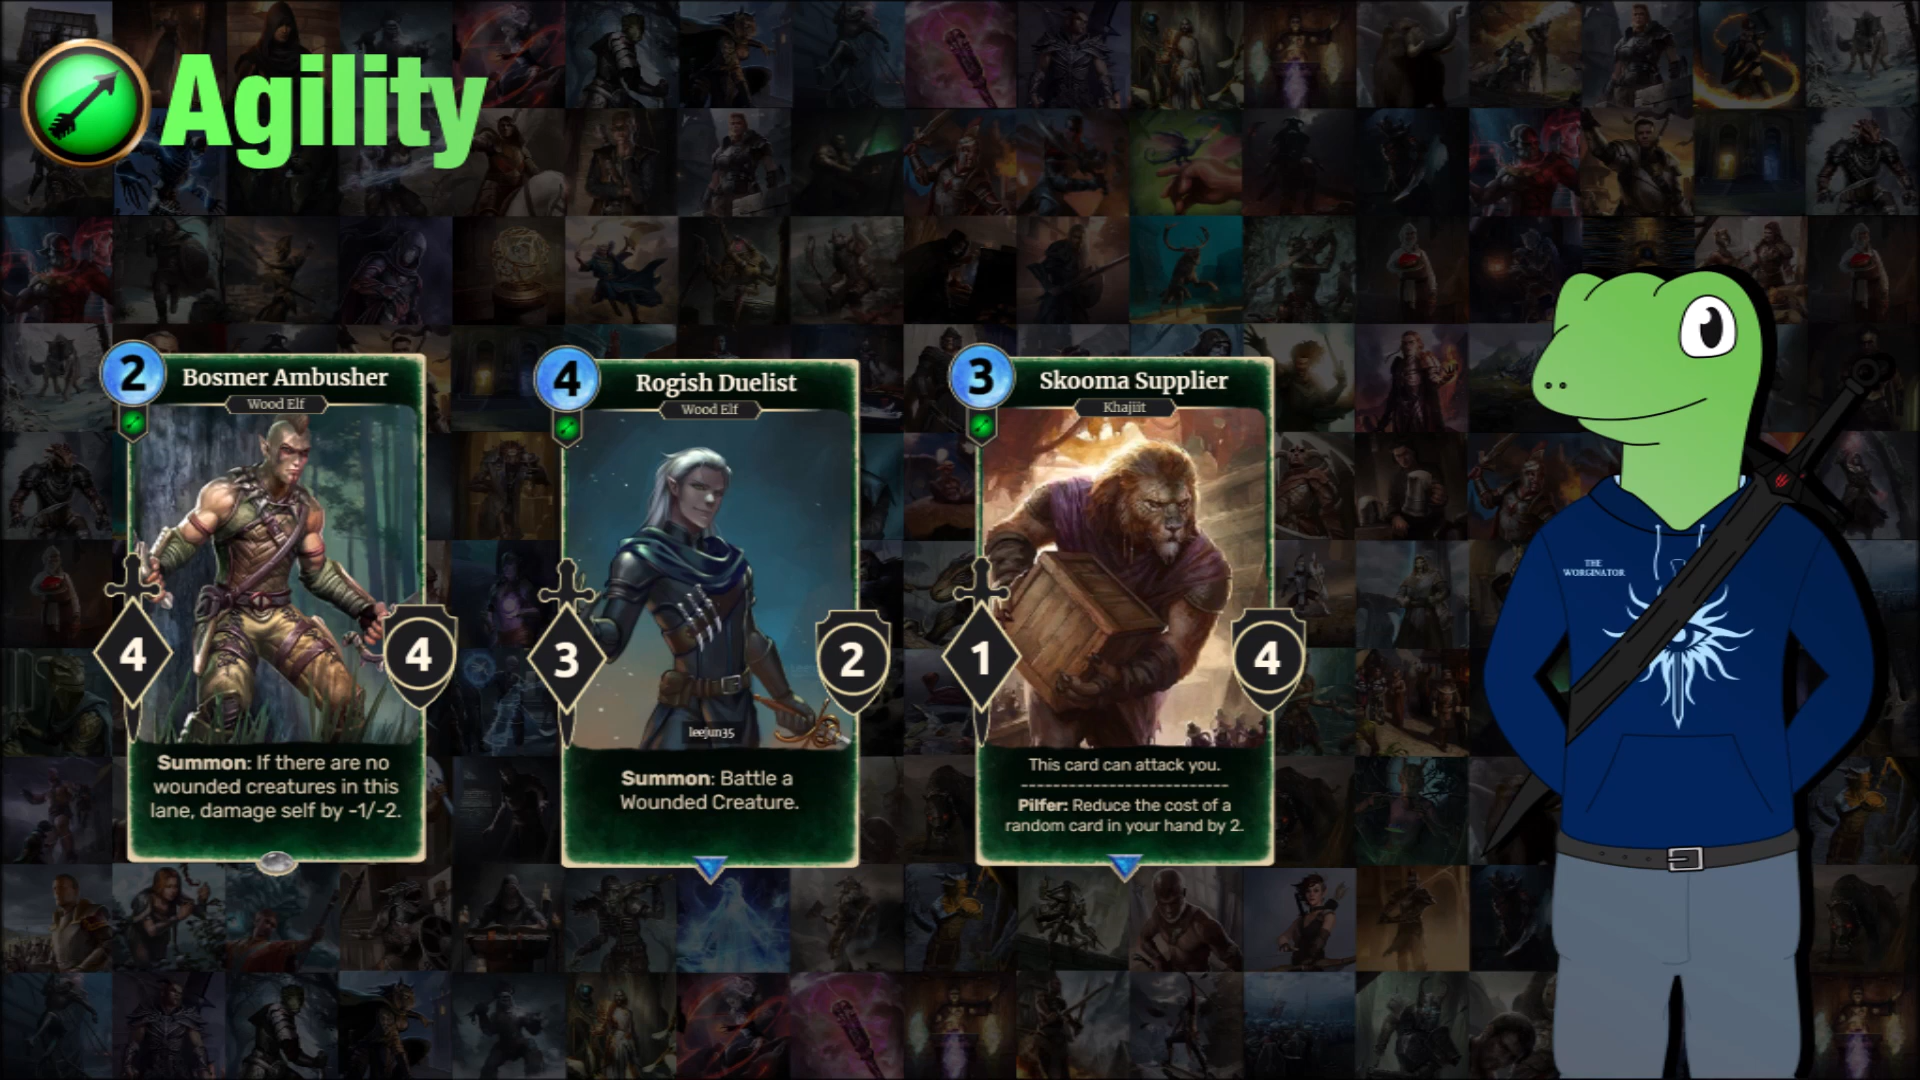 Agility
2
Bosmer Ambusher
Wood Elf
4
4
Summon: If there are no
wounded creatures in this
lane, damage self by -1/-2.
4
Rogish Duelist
Wood Elf
3
2
leejun35
Summon: Battle a
Wounded Creature.
3
Skooma Supplier
Khajiit
1
4
This card can attack you.
Pilfer: Reduce the cost of a
random card in your hand by 2.
THE
WORGINATOR